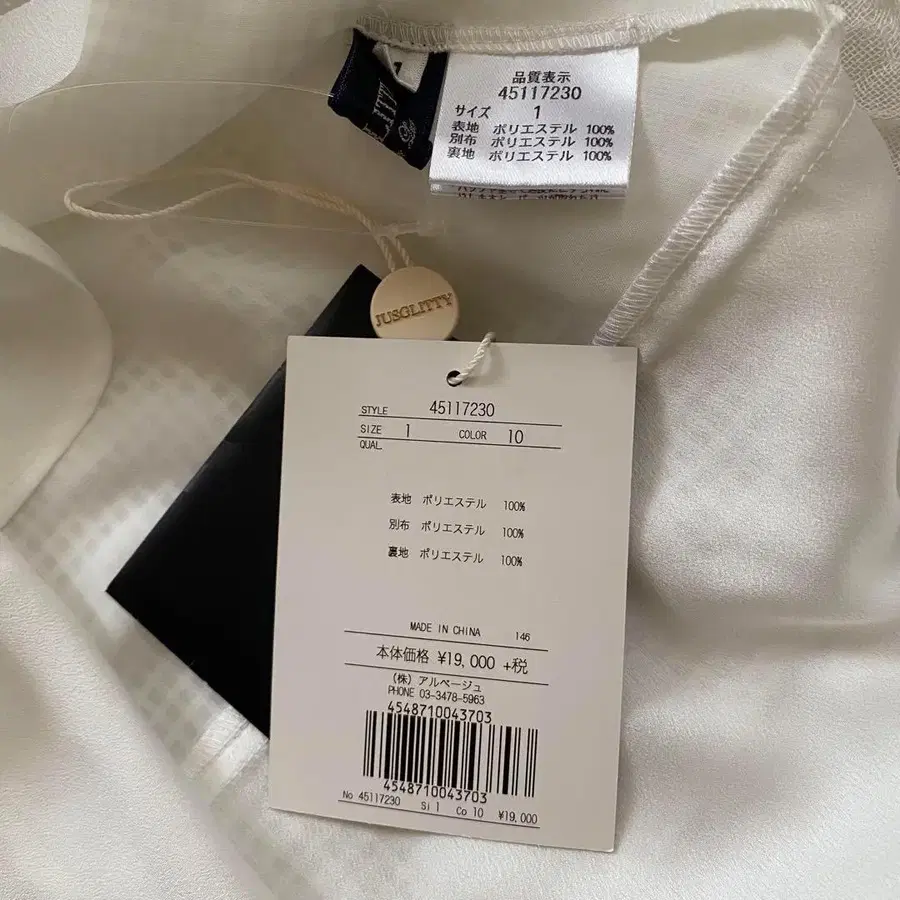 1
品質表示
45117230
サイズ 1
表地 ポリエステル 100%
別布 ポリエステル 100%
裏地 ポリエステル 100%
JUSGLITTY
STYLE 45117230
SIZE 1 COLOR 10
QUAL.
表地 ポリエステル 100%
別布 ポリエステル 100%
裏地 ポリエステル 100%
MADE IN CHINA 146
本体価格 ¥19,000 +税
(株) アルページュ
PHONE 03-3478-5963
4548710043703
4548710043703
No 45117230 Si 1 Co 10 ¥19,000